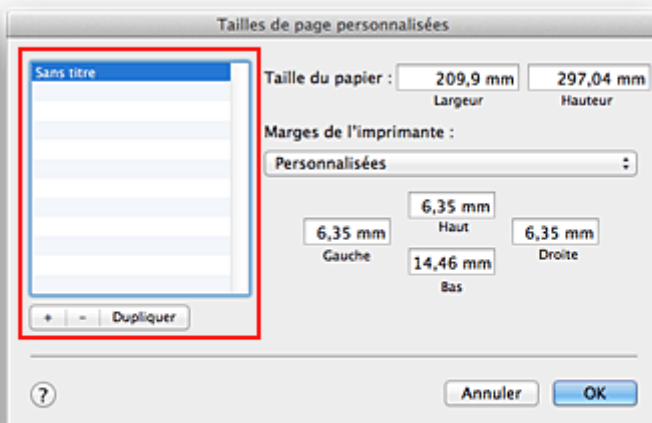 Tailles de page personnalisées
Sans titre
Taille du papier : 209,9 mm 297,04 mm
Largeur Hauteur
Marges de l'imprimante :
Personnalisées
6,35 mm
Haut
6,35 mm 6,35 mm
Gauche Droite
14,46 mm
Bas
+ - Dupliquer
? Annuler OK